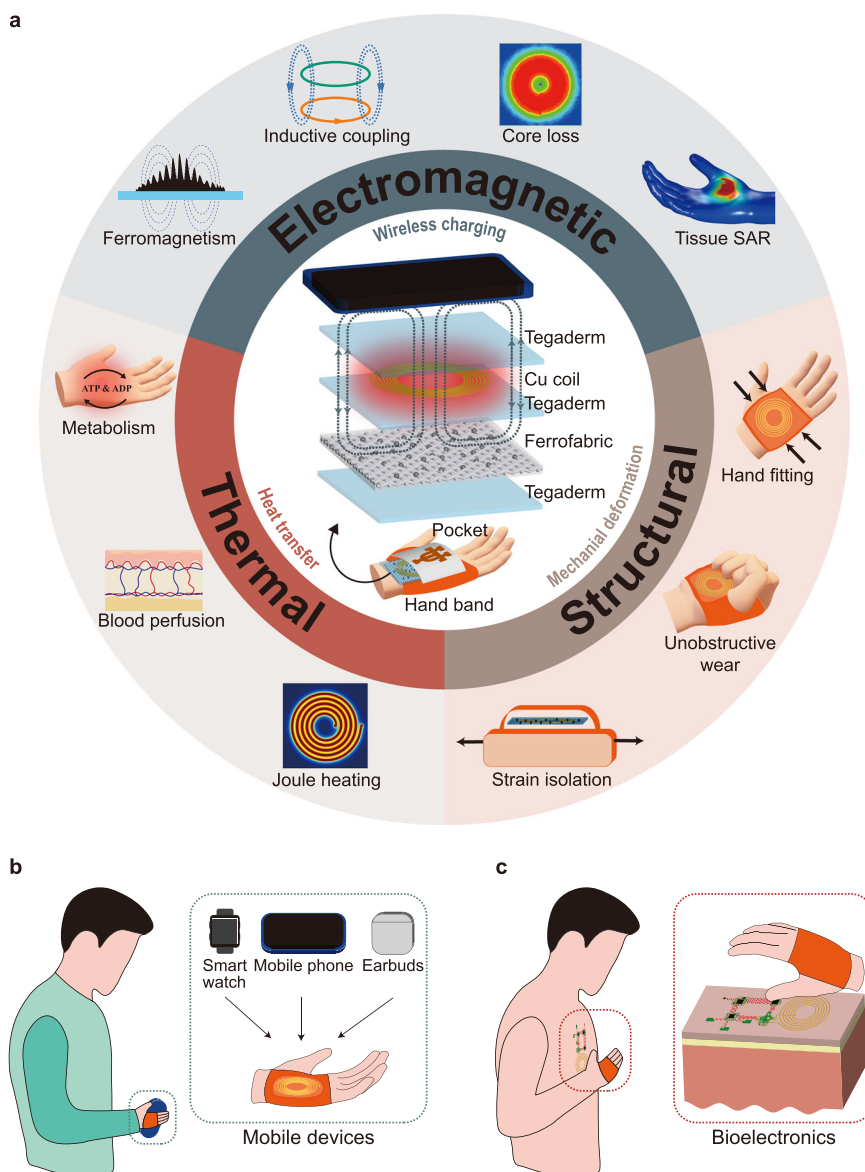 a
Inductive coupling
Core loss
Ferromagnetism
Tissue SAR
Electromagnetic
Wireless charging
Tegaderm
Cu coil
Tegaderm
Ferrofabric
Tegaderm
Pocket
Hand band
ATP & ADP
Metabolism
Hand fitting
Thermal
Heat transfer
Structural
Mechanial deformation
Blood perfusion
Unobstructive
wear
Joule heating
Strain isolation
b
Smart
watch
Mobile phone
Earbuds
Mobile devices
c
Bioelectronics